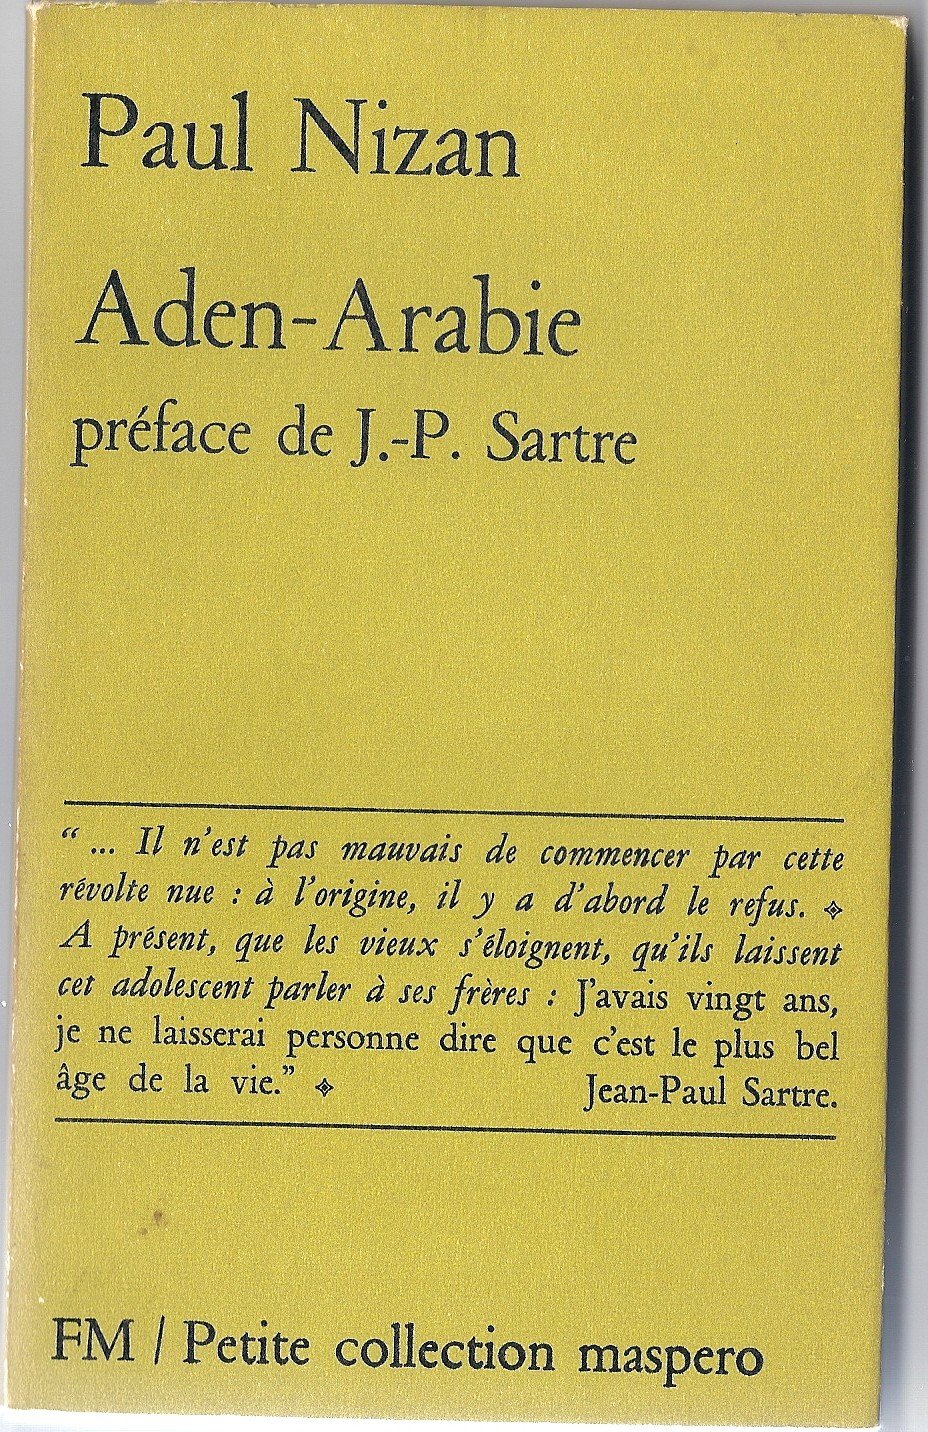 Paul Nizan
Aden-Arabie
préface de J.-P. Sartre
“ ... Il n’est pas mauvais de commencer par cette
révolte nue : à l’origine, il y a d’abord le refus. ⟡
A présent, que les vieux s’éloignent, qu’ils laissent
cet adolescent parler à ses frères : J’avais vingt ans,
je ne laisserai personne dire que c’est le plus bel
âge de la vie.” ⟡ Jean-Paul Sartre.
FM / Petite collection maspero